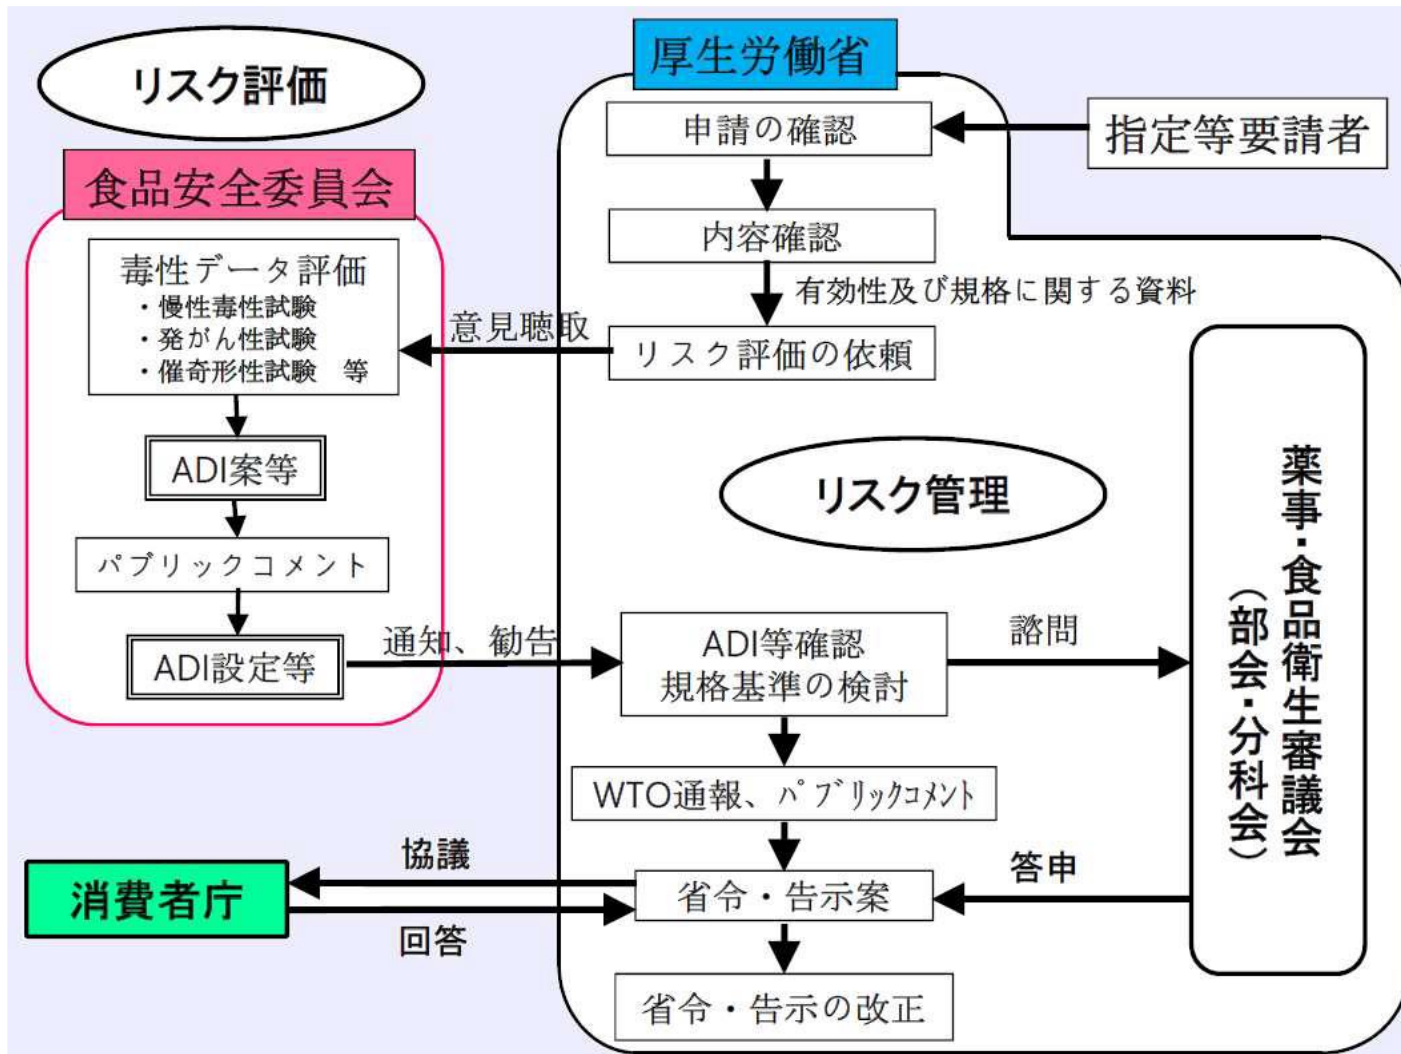 リスク評価
食品安全委員会
毒性データ評価
・慢性毒性試験
・発がん性試験
・催奇形性試験　等
ADI案等
パブリックコメント
ADI設定等
厚生労働省
指定等要請者
申請の確認
内容確認
有効性及び規格に関する資料
意見聴取
リスク評価の依頼
リスク管理
通知、勧告
ADI等確認
規格基準の検討
諮問
薬事・食品衛生審議会
（部会・分科会）
WTO通報、ﾊﾟﾌﾞﾘｯｸｺﾒﾝﾄ
答申
省令・告示案
協議
消費者庁
回答
省令・告示の改正